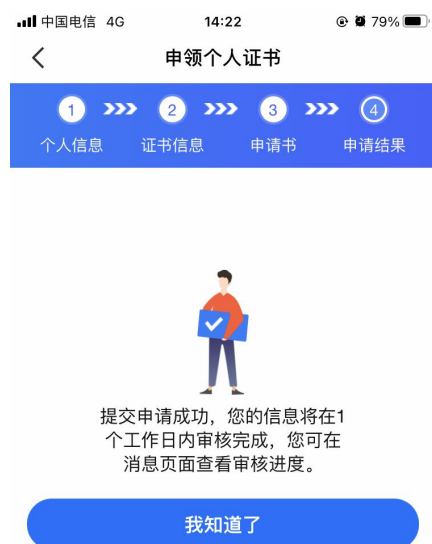 中国电信 4G 14:22 79%
申领个人证书
1 2 3 4
个人信息 证书信息 申请书 申请结果
提交申请成功，您的信息将在1
个工作日内审核完成，您可在
消息页面查看审核进度。
我知道了